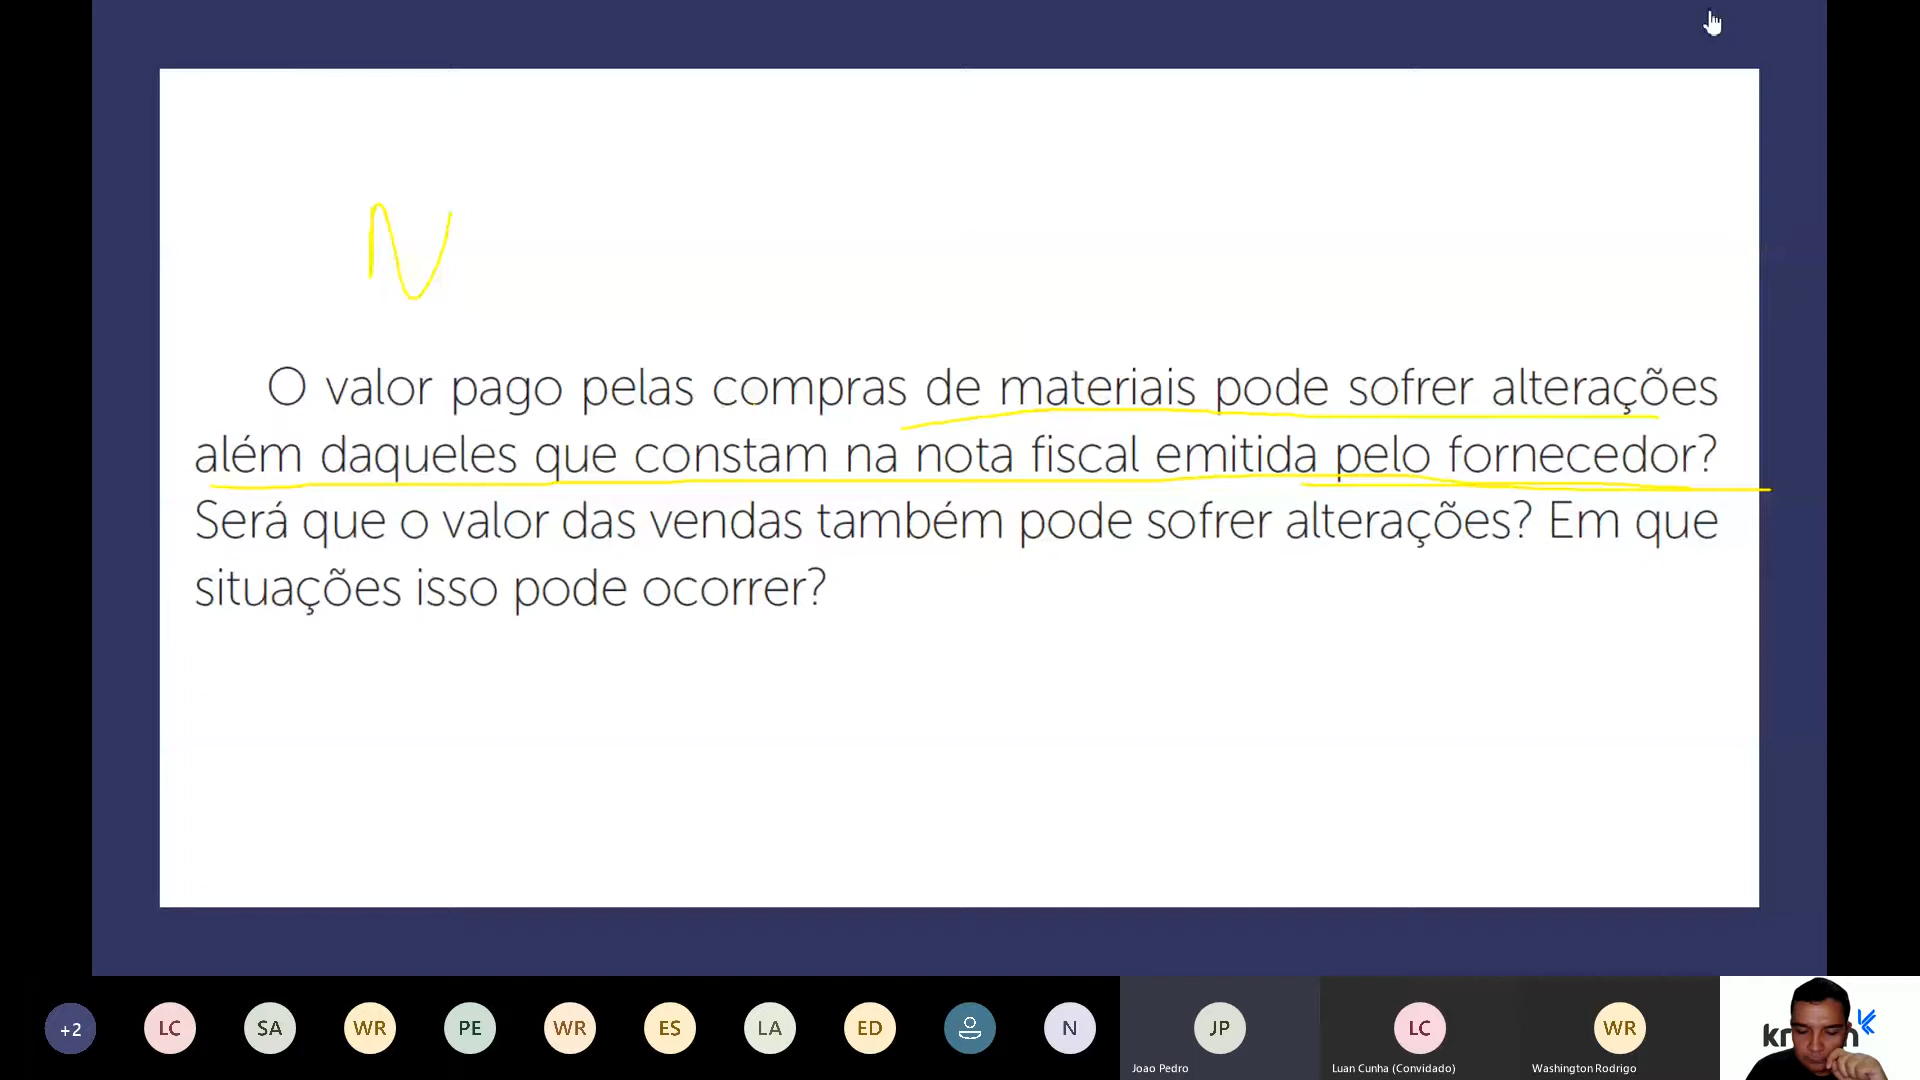 N
O valor pago pelas compras de materiais pode sofrer alterações
além daqueles que constam na nota fiscal emitida pelo fornecedor?
Será que o valor das vendas também pode sofrer alterações? Em que
situações isso pode ocorrer?
+2 LC SA WR PE WR ES LA ED N JP LC WR
Joao Pedro Luan Cunha (Convidado) Washington Rodrigo